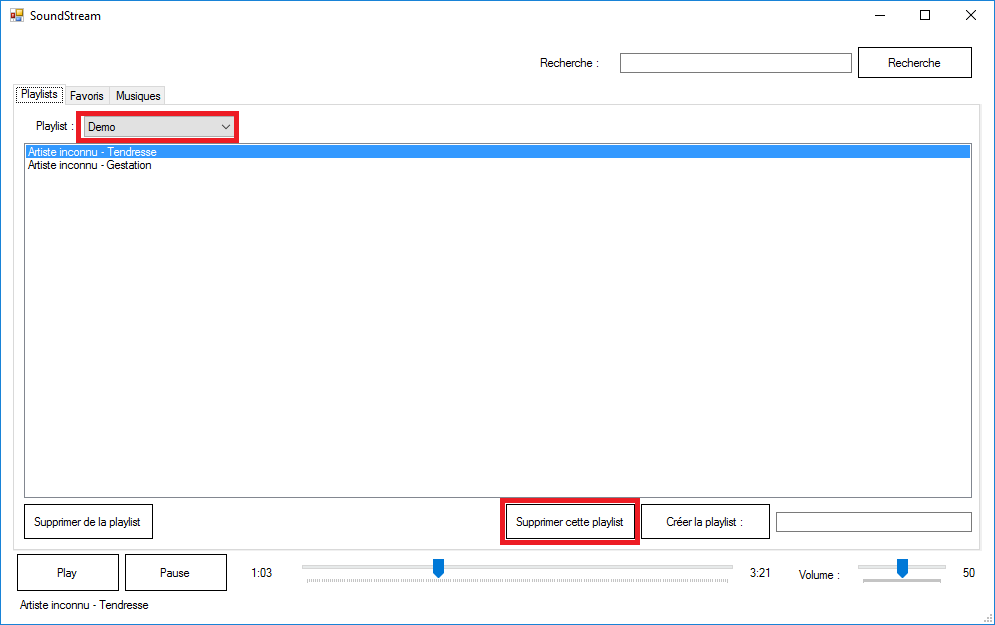 SoundStream
Recherche :
Recherche
Playlists Favoris Musiques
Playlist : Demo
Artiste inconnu - Tendresse
Artiste inconnu - Gestation
Supprimer de la playlist Supprimer cette playlist Créer la playlist :
Play Pause 1:03 3:21 Volume : 50
Artiste inconnu - Tendresse